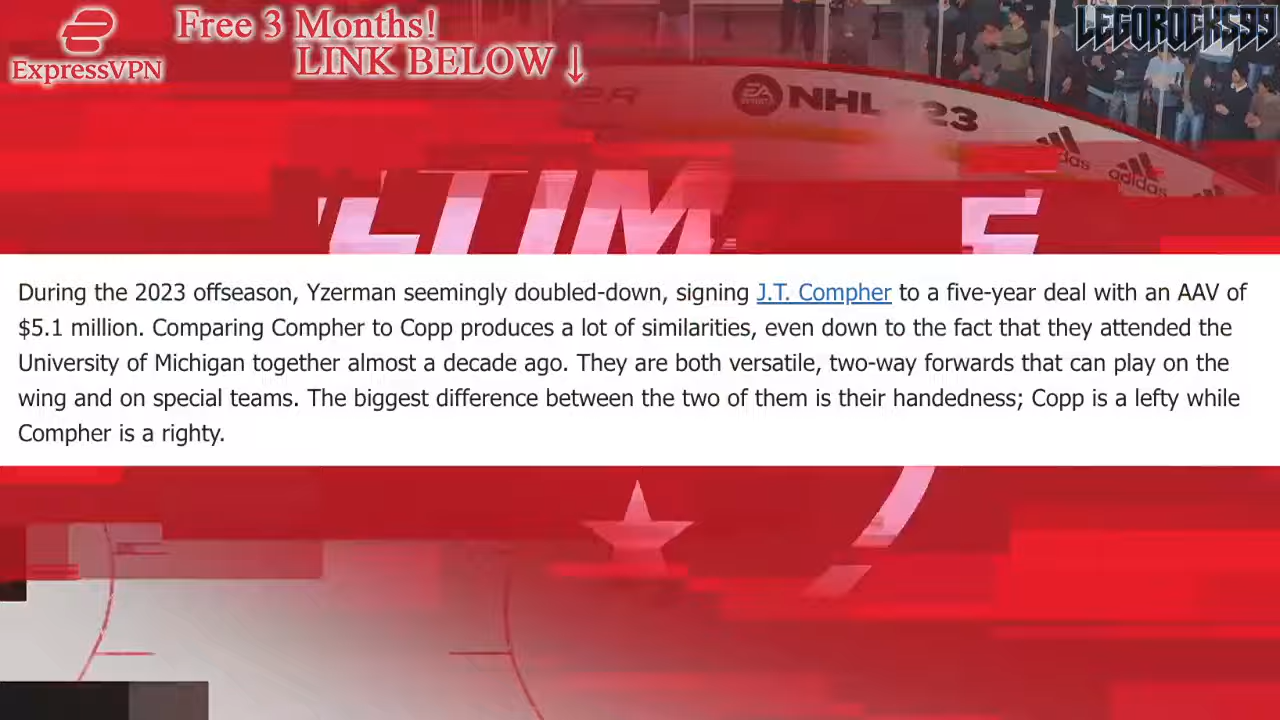 ExpressVPN
Free 3 Months!
LINK BELOW ↓
LEGOROCKS99
EA SPORTS NHL 23
adidas
During the 2023 offseason, Yzerman seemingly doubled-down, signing J.T. Compher to a five-year deal with an AAV of
$5.1 million. Comparing Compher to Copp produces a lot of similarities, even down to the fact that they attended the
University of Michigan together almost a decade ago. They are both versatile, two-way forwards that can play on the
wing and on special teams. The biggest difference between the two of them is their handedness; Copp is a lefty while
Compher is a righty.